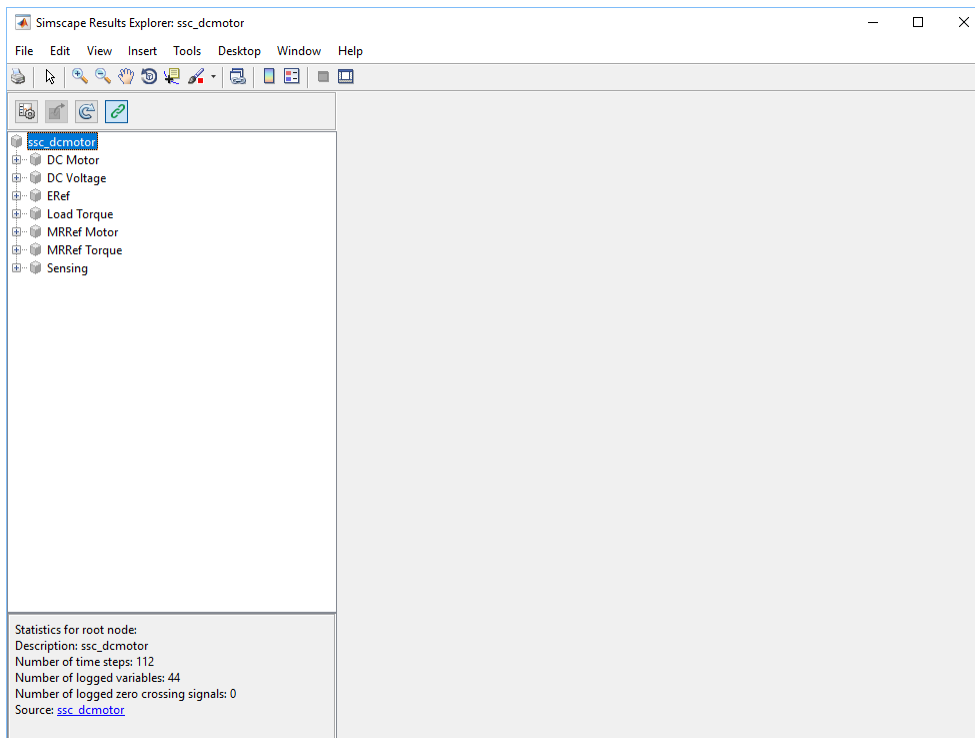 Simscape Results Explorer: ssc_dcmotor
File Edit View Insert Tools Desktop Window Help
ssc_dcmotor
DC Motor
DC Voltage
ERef
Load Torque
MRRef Motor
MRRef Torque
Sensing
Statistics for root node:
Description: ssc_dcmotor
Number of time steps: 112
Number of logged variables: 44
Number of logged zero crossing signals: 0
Source: ssc_dcmotor